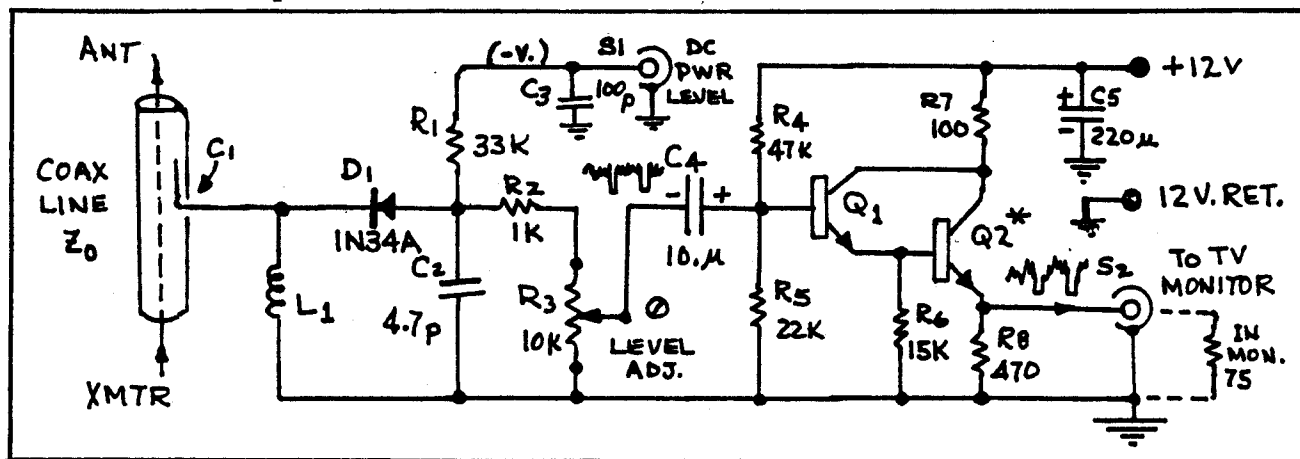 ANT
C1
COAX
LINE
Z0
XMTR
L1
D1
1N34A
C2
4.7p
R1
33K
(-V.)
C3
100p
S1
DC
PWR
LEVEL
R2
1K
R3
10K
LEVEL
ADJ.
C4
- +
10µ
R4
47K
R5
22K
Q1
R6
15K
R7
100
Q2*
R8
470
+12V
+
-
C5
220µ
12V. RET.
S2
TO TV
MONITOR
IN
MON.
75